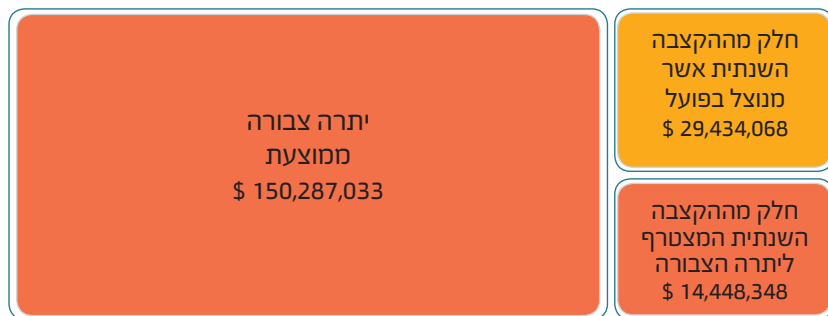 חלק מההקצבה
השנתית אשר
מנוצל בפועל
29,434,068 $
יתרה צבורה
ממוצעת
150,287,033 $
חלק מההקצבה
השנתית המצטרף
ליתרה הצבורה
14,448,348 $